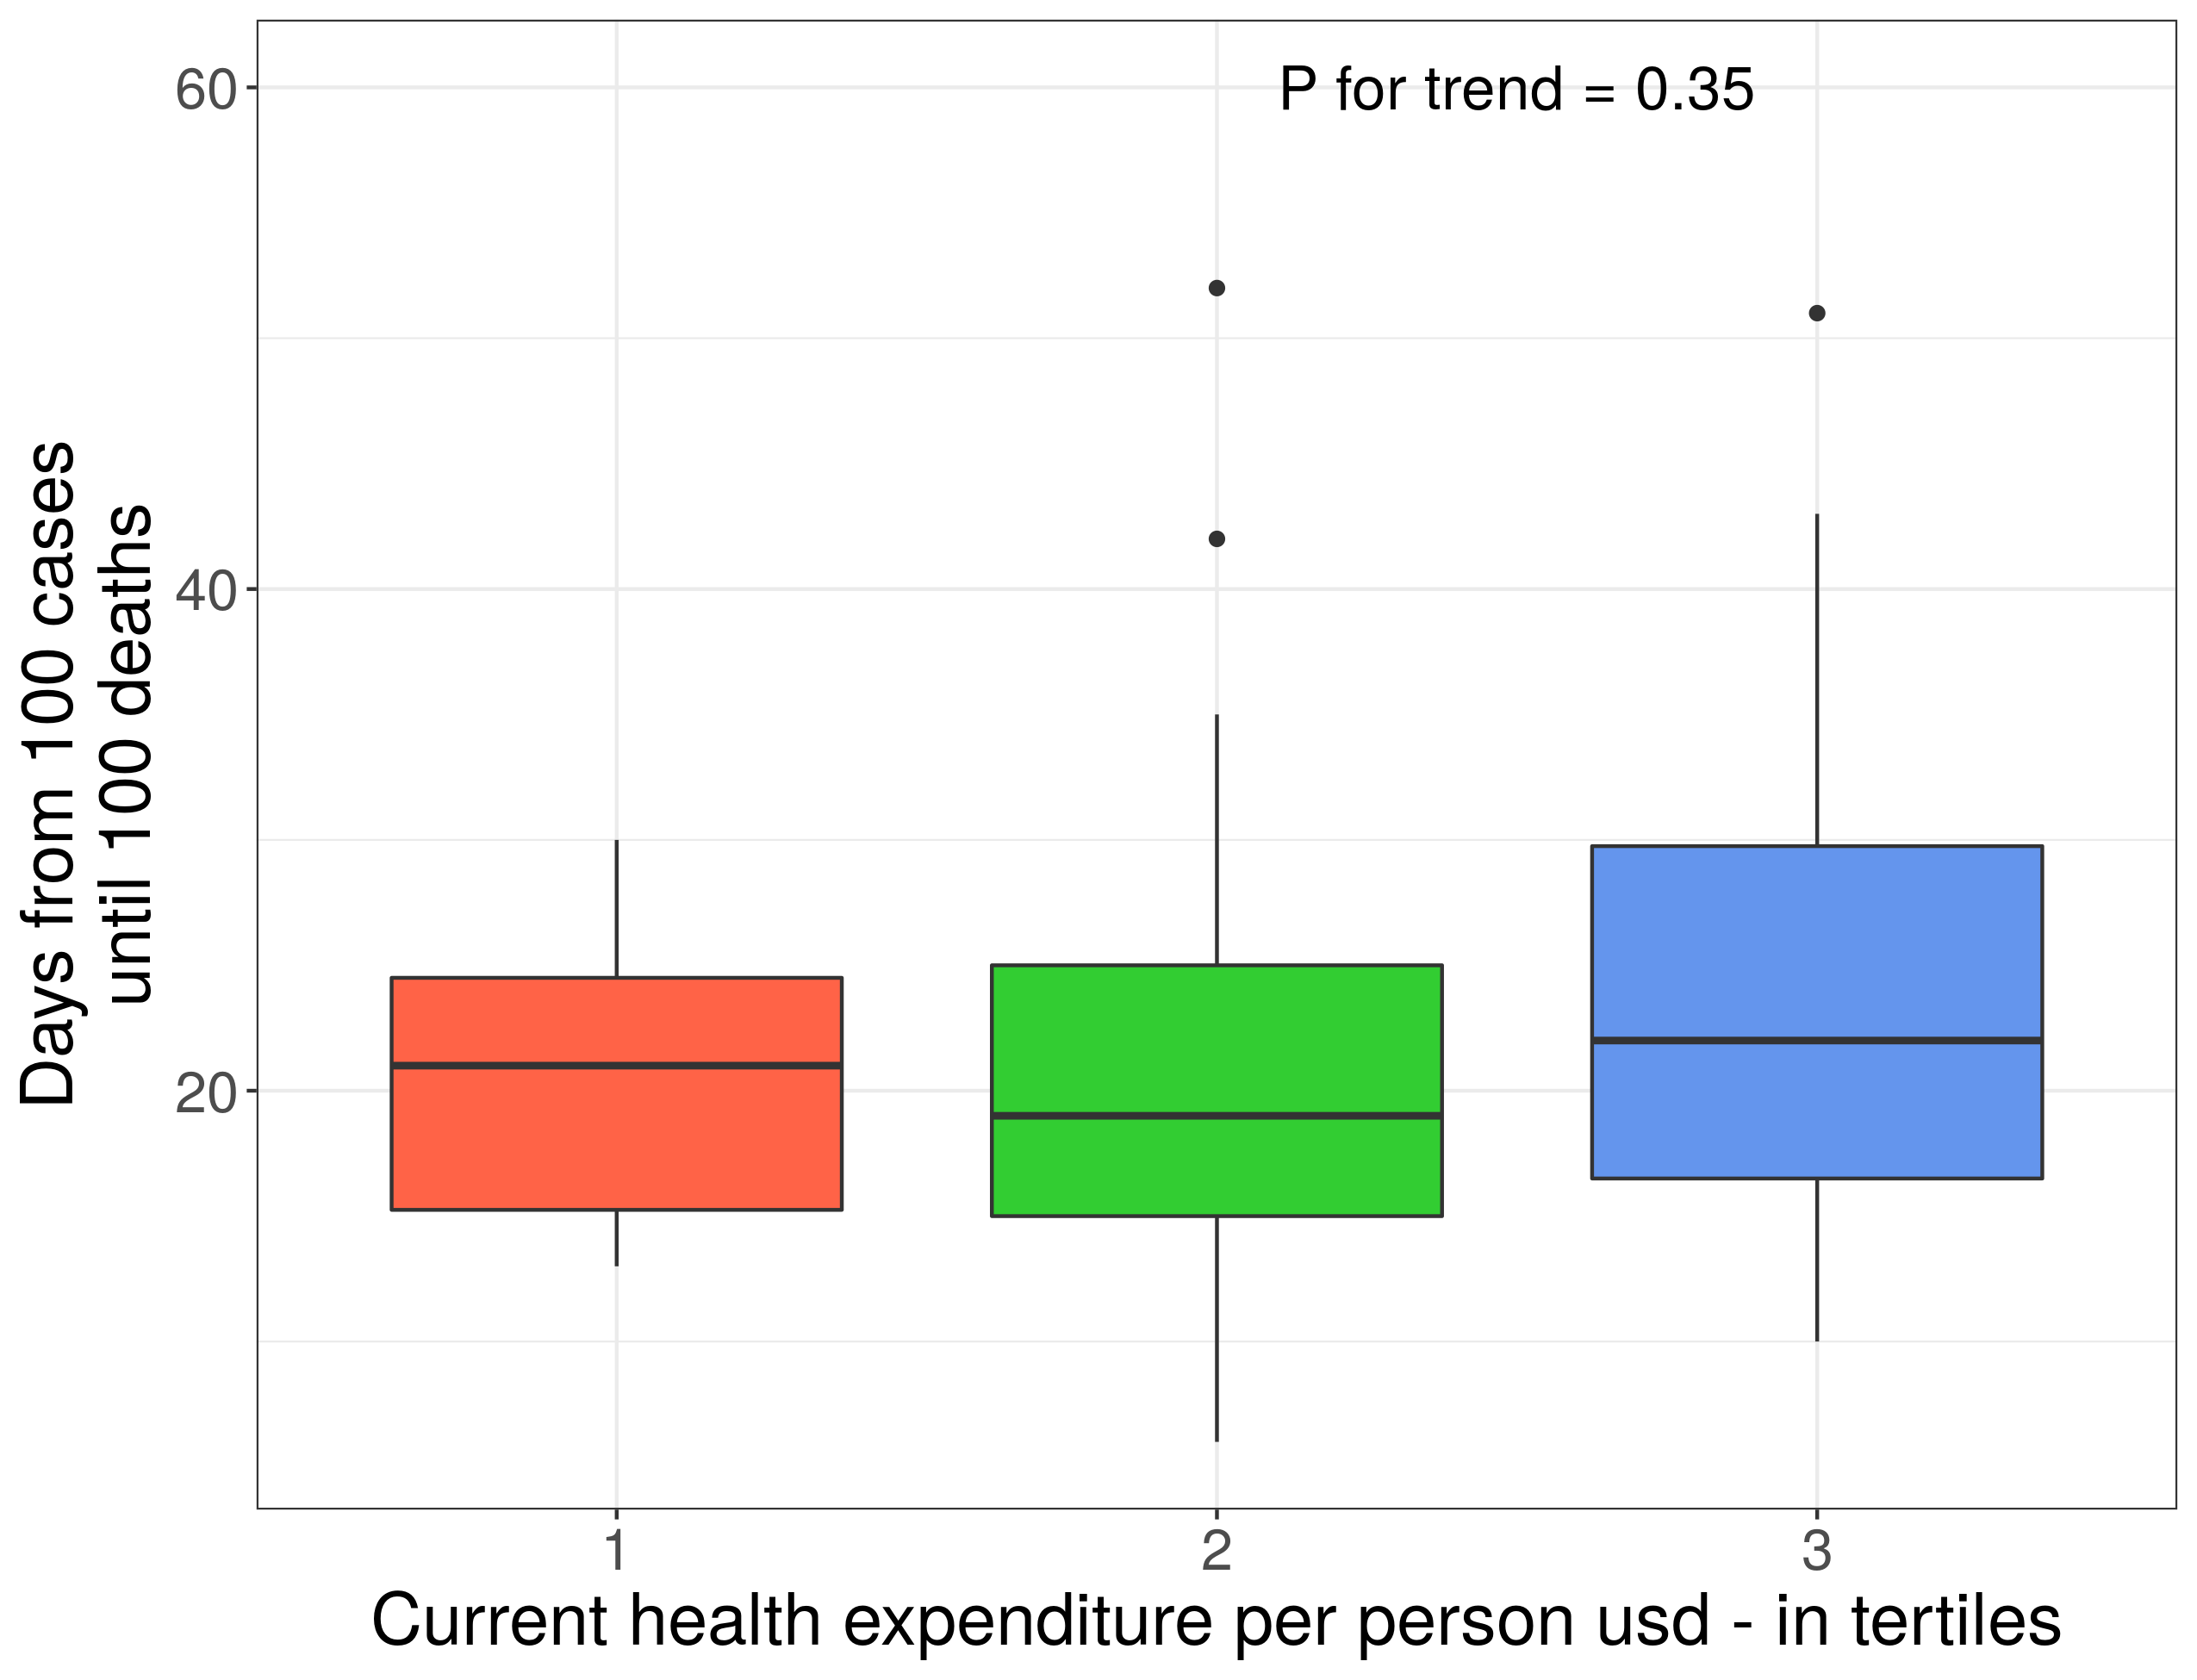 P for trend = 0.35
Days from 100 cases
until 100 deaths
60
40
20
1
2
3
Current health expenditure per person usd - in tertiles